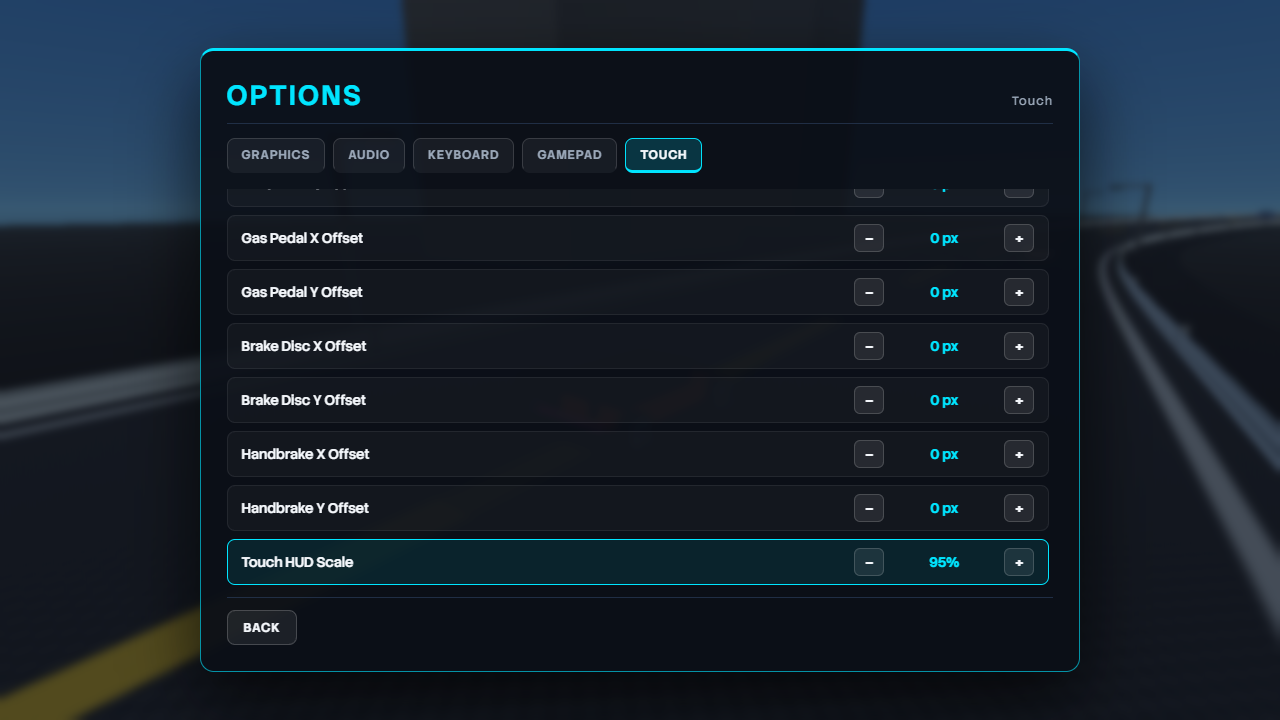 OPTIONS
Touch
GRAPHICS AUDIO KEYBOARD GAMEPAD TOUCH
Gas Pedal X Offset − 0 px +
Gas Pedal Y Offset − 0 px +
Brake Disc X Offset − 0 px +
Brake Disc Y Offset − 0 px +
Handbrake X Offset − 0 px +
Handbrake Y Offset − 0 px +
Touch HUD Scale − 95% +
BACK